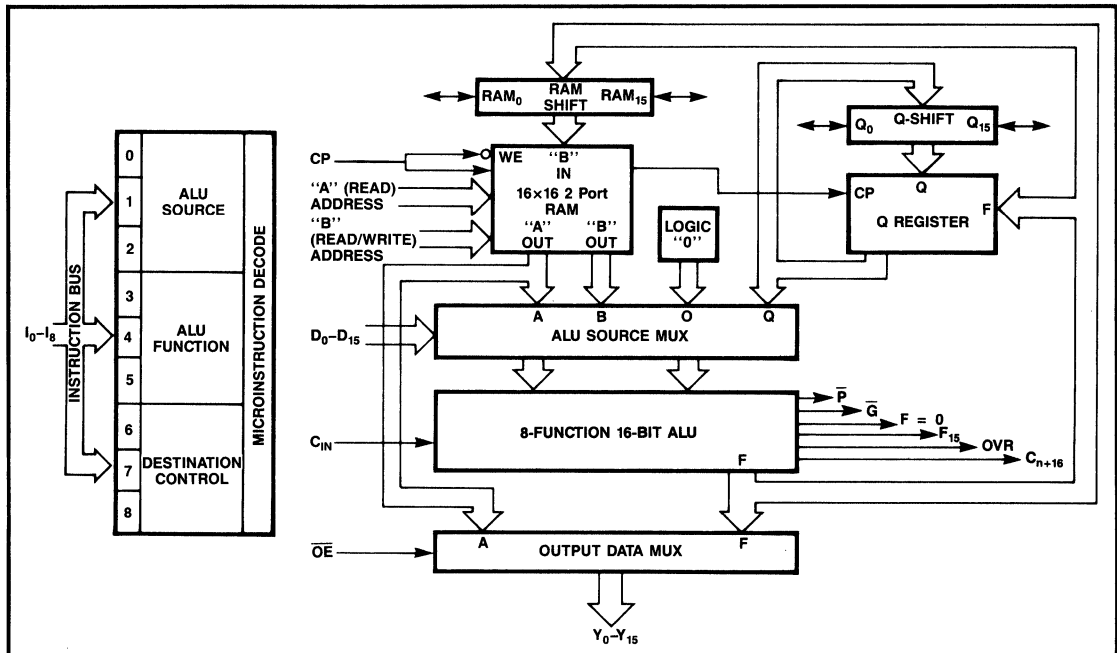 I₀–I₈
INSTRUCTION BUS
0
1
2
3
4
5
6
7
8
ALU
SOURCE
ALU
FUNCTION
DESTINATION
CONTROL
MICROINSTRUCTION DECODE
RAM₀
RAM
SHIFT
RAM₁₅
Q₀
Q-SHIFT
Q₁₅
CP
WE
"B"
IN
16×16 2 Port
RAM
"A"
OUT
"B"
OUT
"A" (READ)
ADDRESS
"B"
(READ/WRITE)
ADDRESS
LOGIC
"0"
CP
Q
F
Q REGISTER
D₀–D₁₅
A
B
O
Q
ALU SOURCE MUX
C_IN
8-FUNCTION 16-BIT ALU
F
P̅
G̅
F = 0
F₁₅
OVR
Cₙ₊₁₆
O̅E̅
A
OUTPUT DATA MUX
F
Y₀–Y₁₅